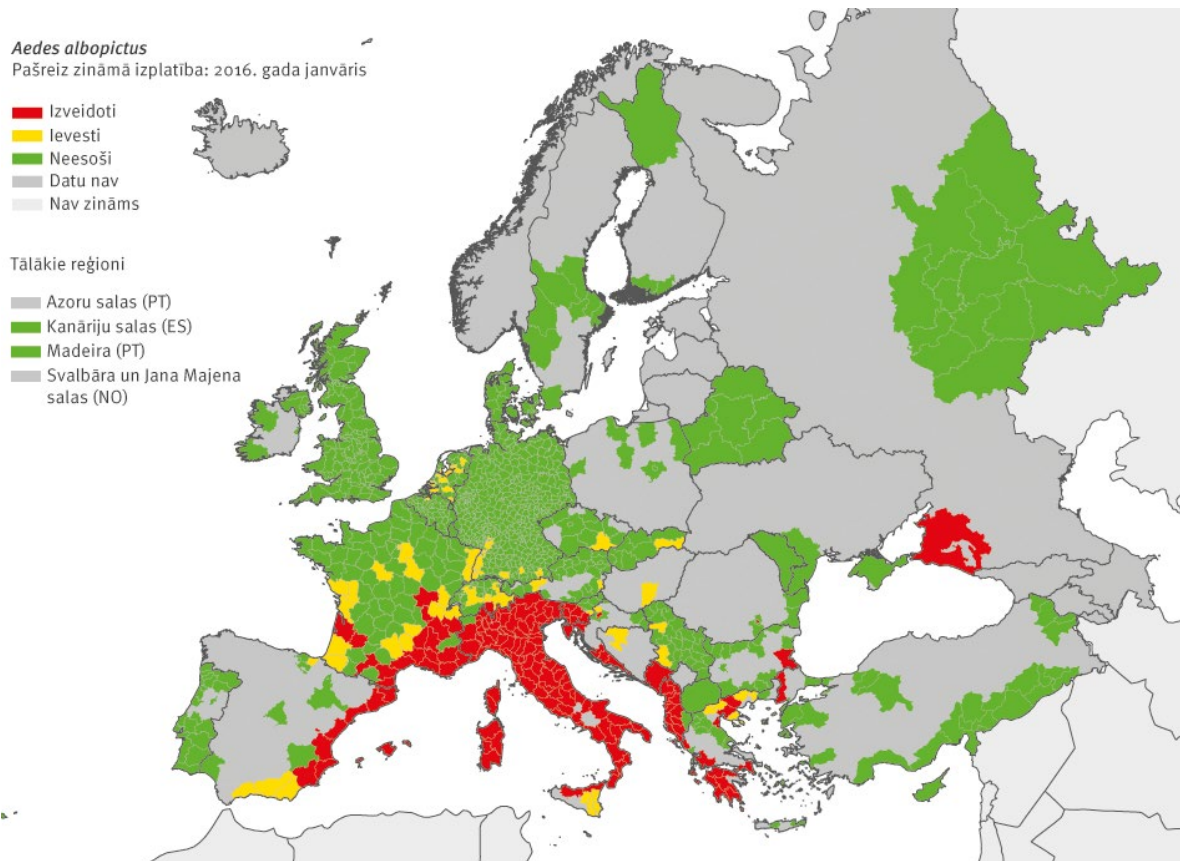 Aedes albopictus
Pašreiz zināmā izplatība: 2016. gada janvāris
Izveidoti
Ievesti
Neesoši
Datu nav
Nav zināms
Tālākie reģioni
Azoru salas (PT)
Kanāriju salas (ES)
Madeira (PT)
Svalbāra un Jana Majena
salas (NO)